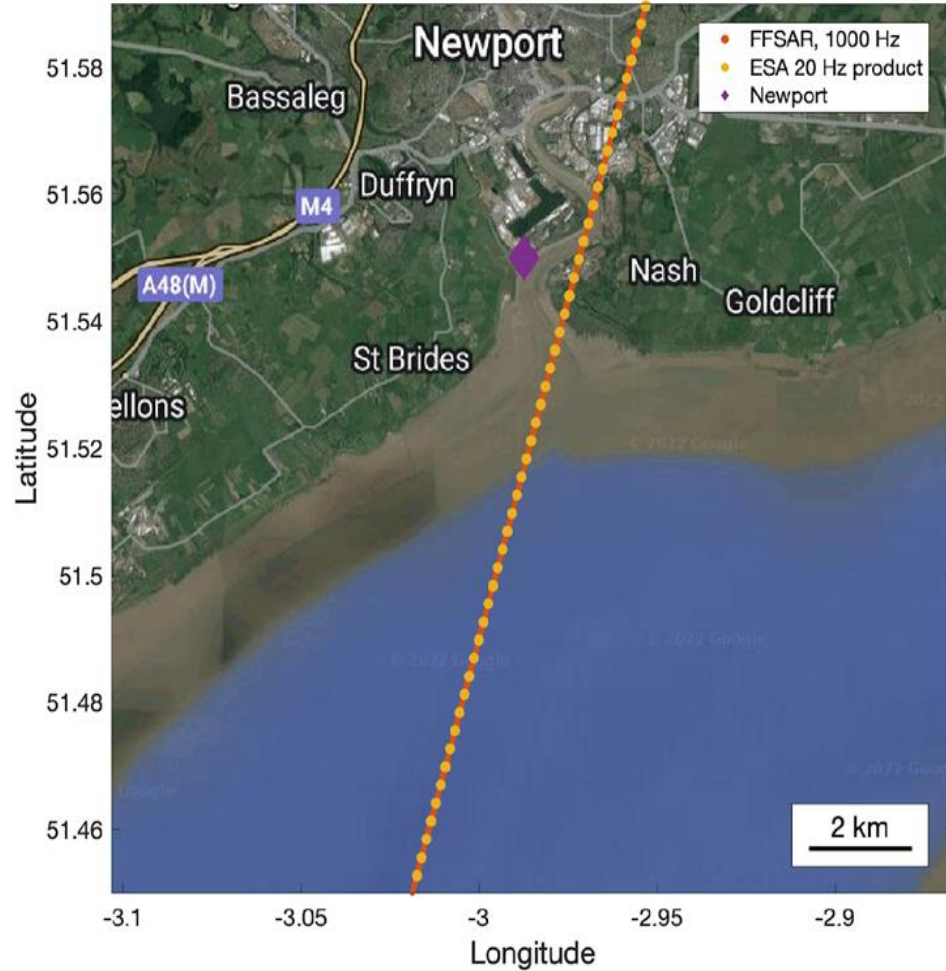 Newport
FFSAR, 1000 Hz
ESA 20 Hz product
Newport
Bassaleg
Duffryn
M4
A48(M)
Nash
Goldcliff
St Brides
ellons
© 2022 Google
© 2022 Google
© 2022 Google
© 2022 Goog
Google
2 km
51.58
51.56
51.54
51.52
51.5
51.48
51.46
Latitude
-3.1
-3.05
-3
-2.95
-2.9
Longitude